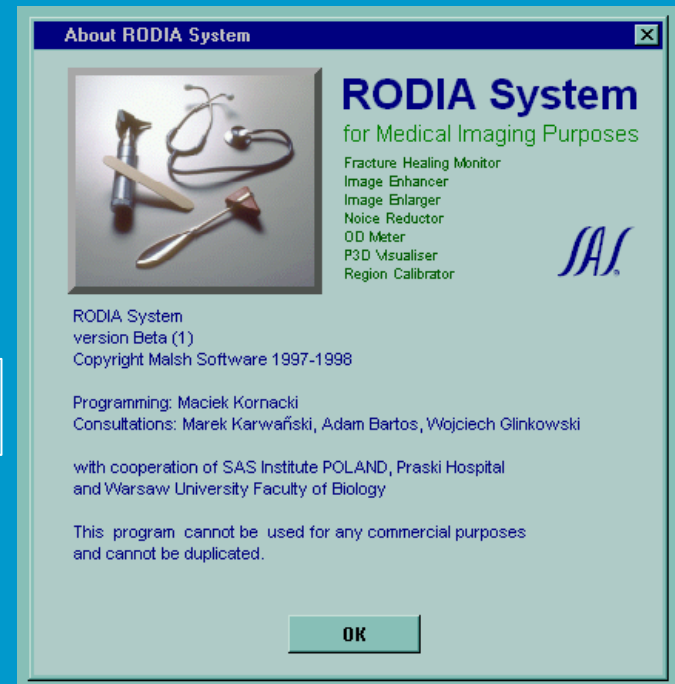 About RODIA System
RODIA System
for Medical Imaging Purposes
Fracture Healing Monitor
Image Enhancer
Image Enlarger
Noice Reductor
OD Meter
P3D Visualiser
Region Calibrator
SAS
RODIA System
version Beta (1)
Copyright Malsh Software 1997-1998
Programming: Maciek Kornacki
Consultations: Marek Karwañski, Adam Bartos, Wojciech Glinkowski
with cooperation of SAS Institute POLAND, Praski Hospital
and Warsaw University Faculty of Biology
This program cannot be used for any commercial purposes
and cannot be duplicated.
OK